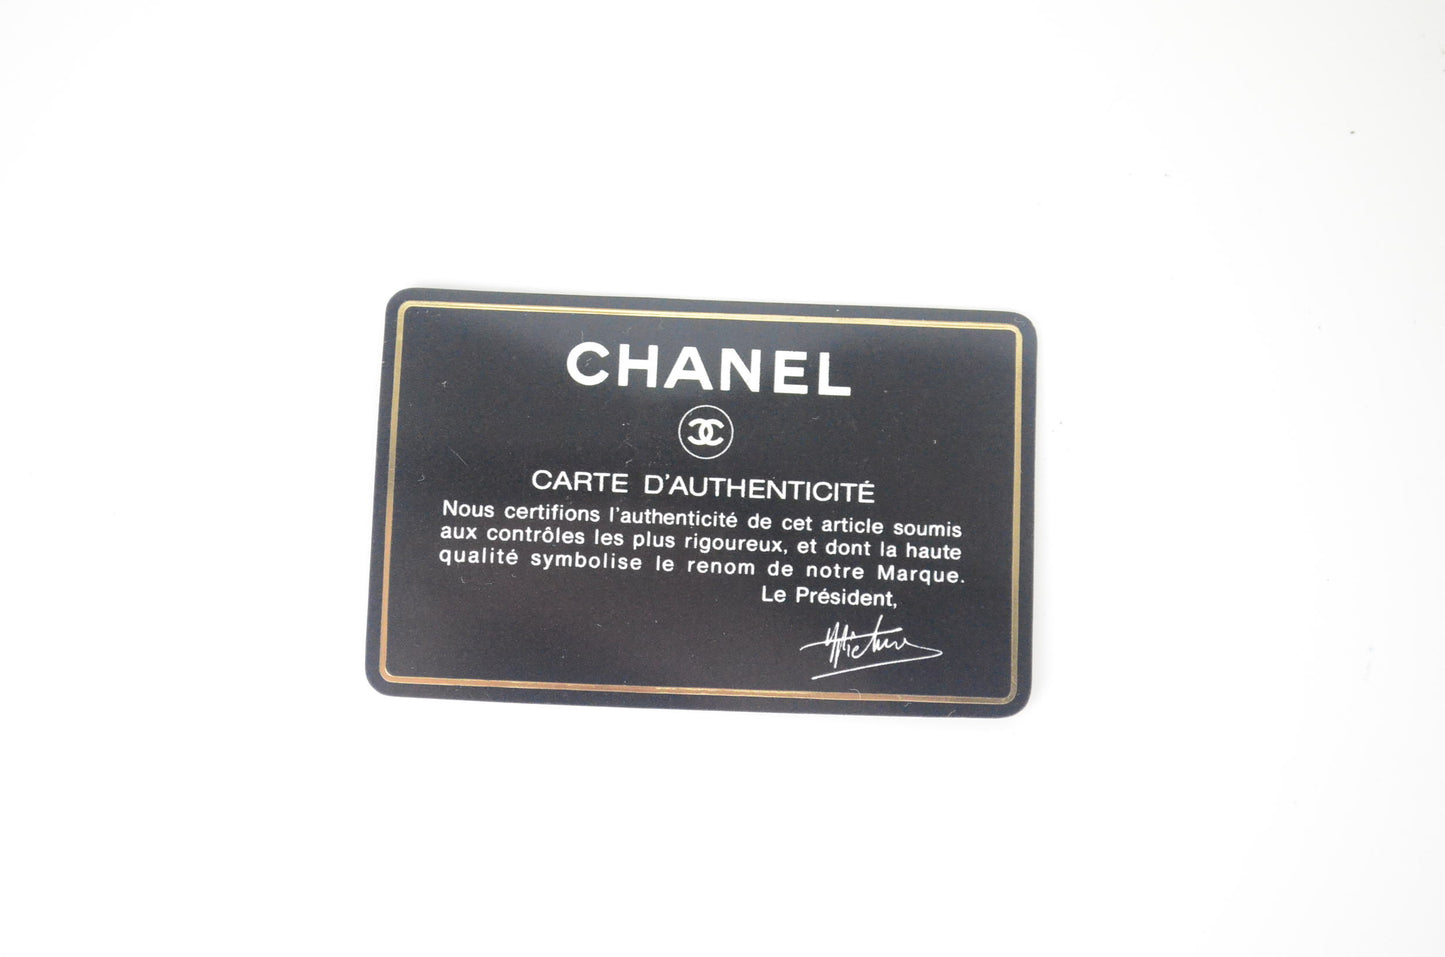 CHANEL
CARTE D'AUTHENTICITÉ
Nous certifions l'authenticité de cet article soumis
aux contrôles les plus rigoureux, et dont la haute
qualité symbolise le renom de notre Marque.
Le Président,